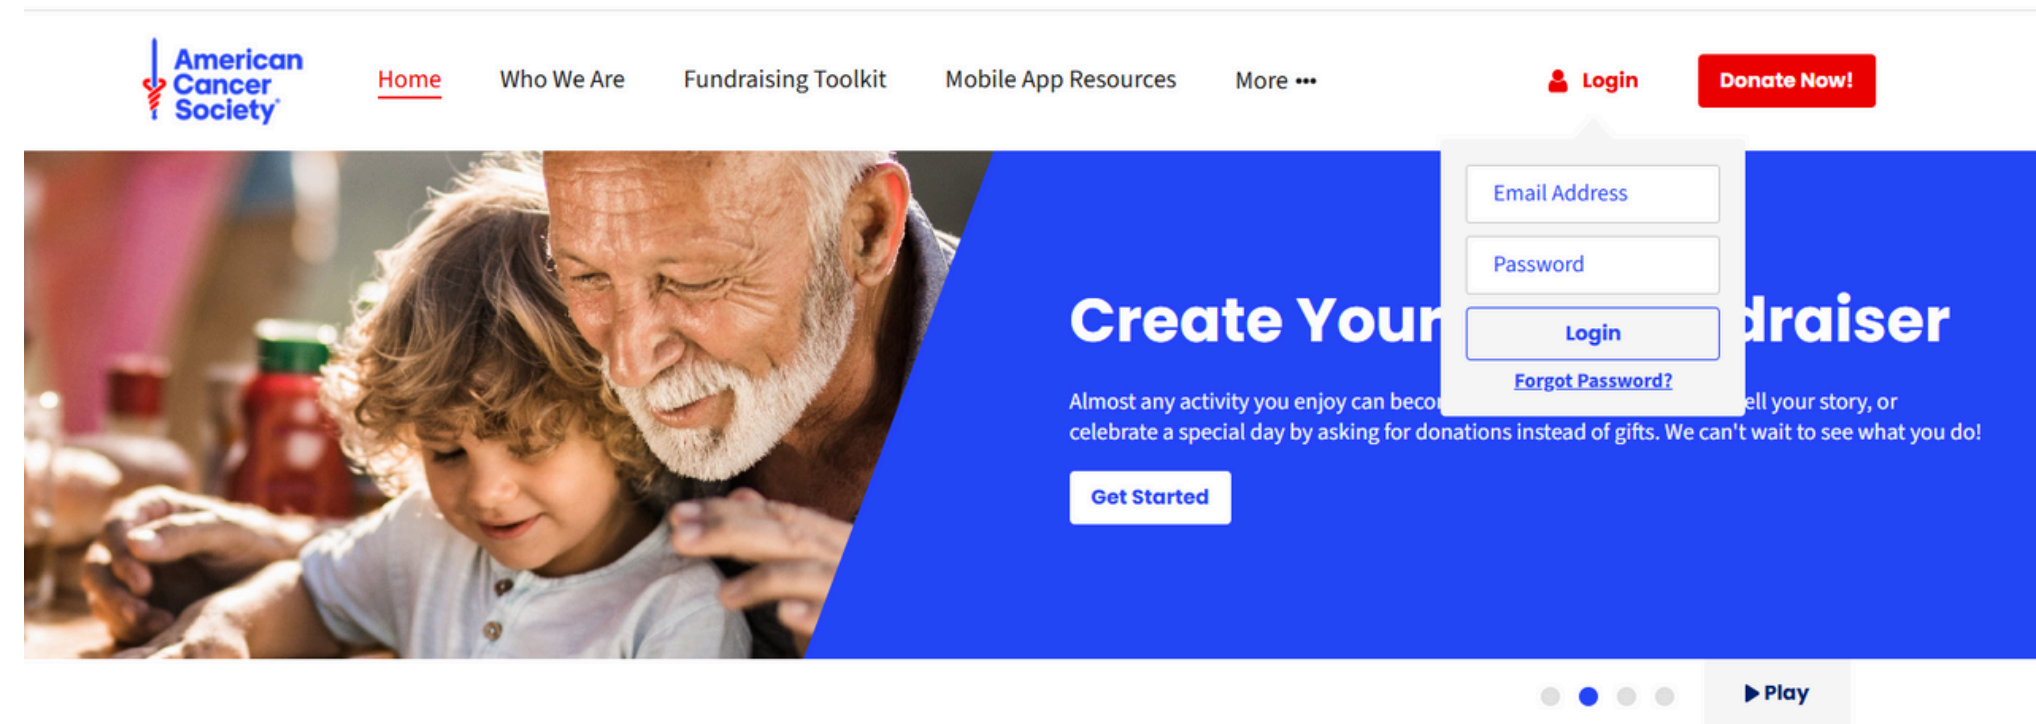 American
Cancer
Society
Home
Who We Are
Fundraising Toolkit
Mobile App Resources
More •••
Login
Donate Now!
Email Address
Password
Login
Forgot Password?
Create Your draiser
Almost any activity you enjoy can beco ell your story, or
celebrate a special day by asking for donations instead of gifts. We can't wait to see what you do!
Get Started
Play